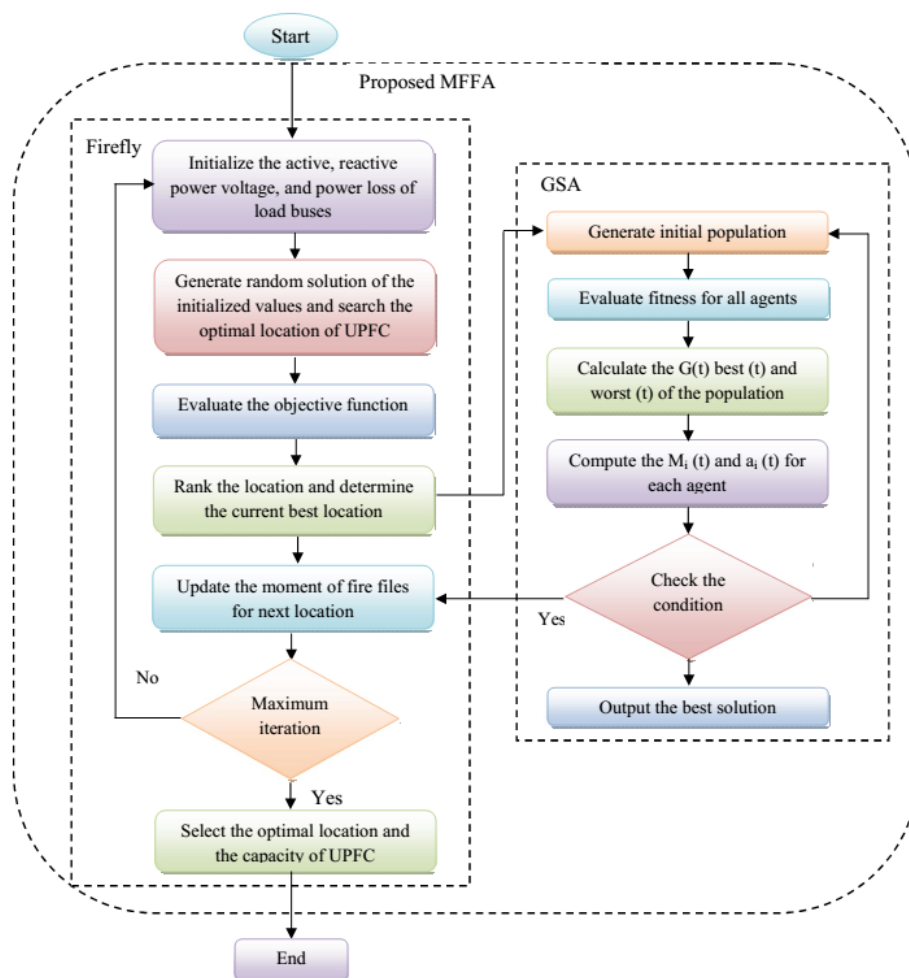 Start
Proposed MFFA
Firefly
Initialize the active, reactive
power voltage, and power loss of
load buses
Generate random solution of the
initialized values and search the
optimal location of UPFC
Evaluate the objective function
Rank the location and determine
the current best location
Update the moment of fire files
for next location
No
Maximum
iteration
Yes
Select the optimal location and
the capacity of UPFC
End
GSA
Generate initial population
Evaluate fitness for all agents
Calculate the G(t) best (t) and
worst (t) of the population
Compute the Mᵢ (t) and aᵢ (t) for
each agent
Check the
condition
Yes
Output the best solution